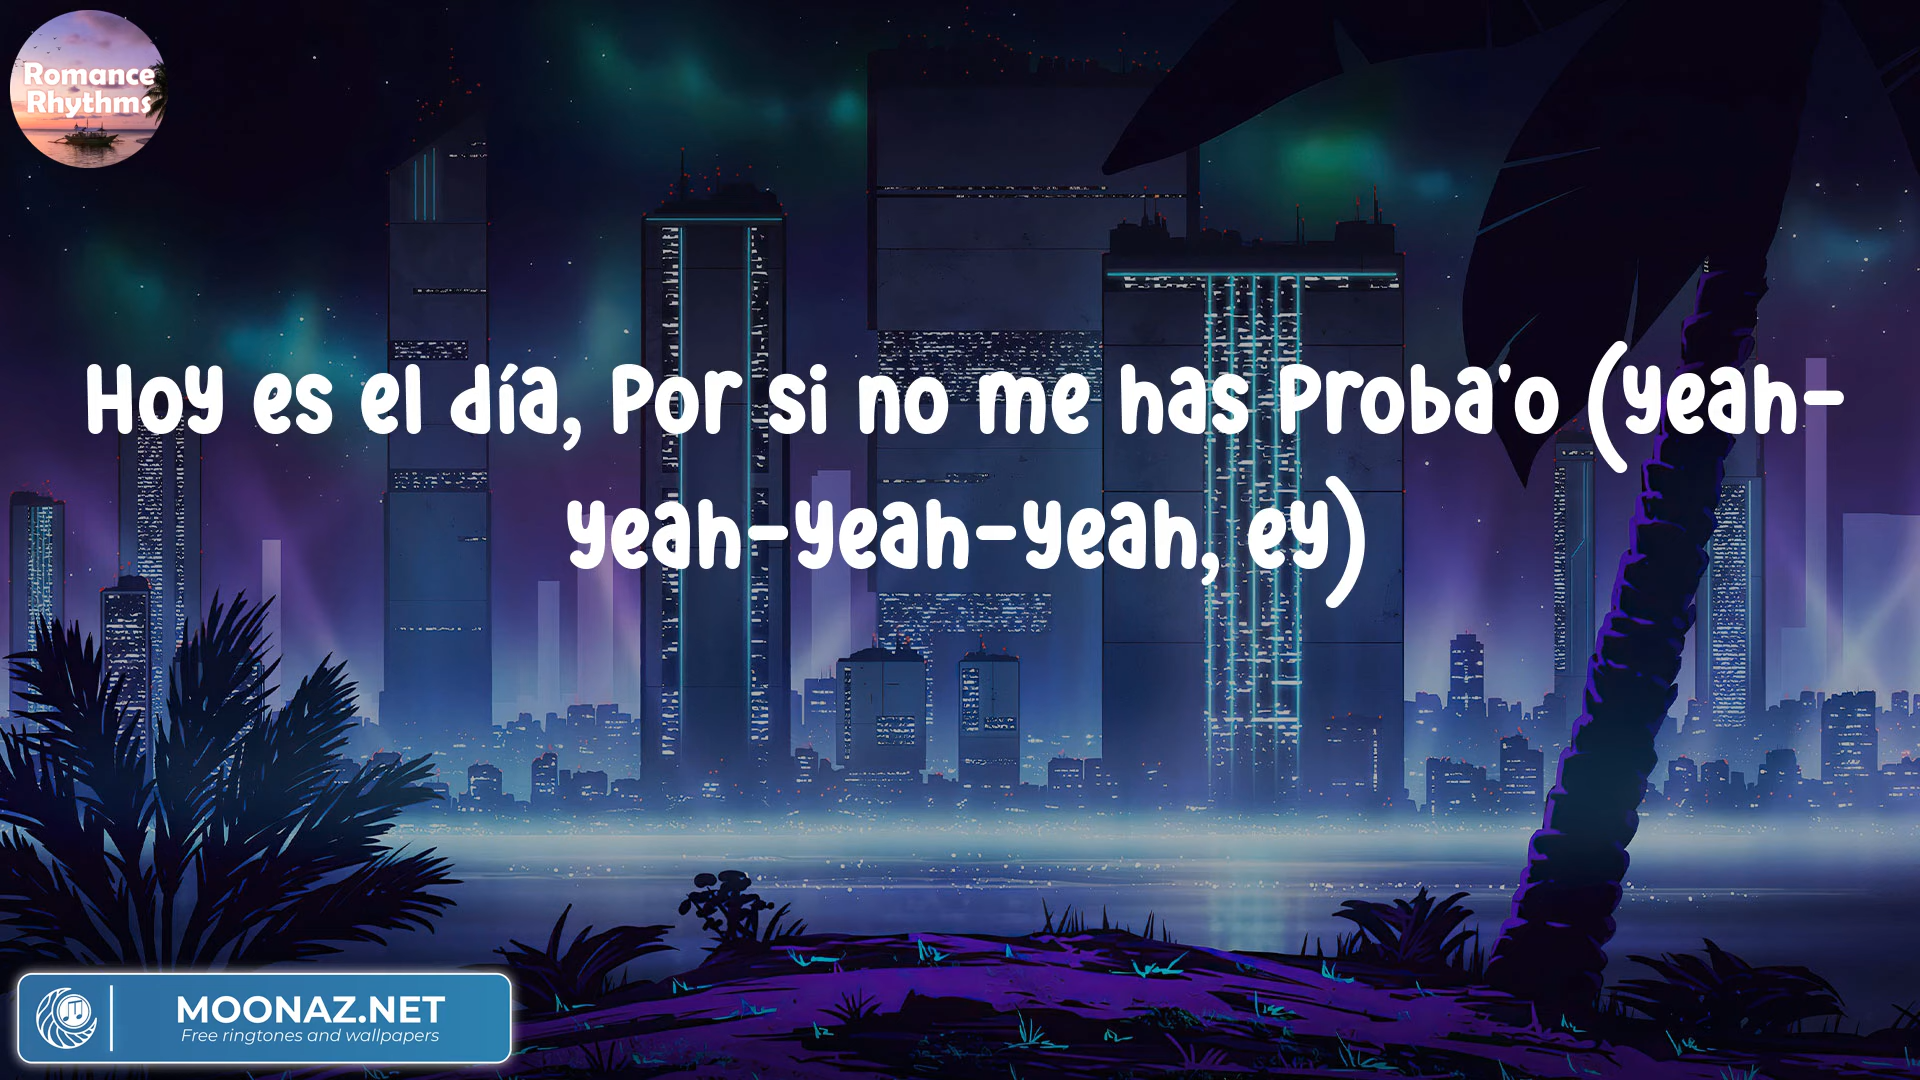 Romance
Rhythms
Hoy es el día, Por si no me has Proba'o (yeah-
yeah-yeah-yeah, ey)
MOONAZ.NET
Free ringtones and wallpapers